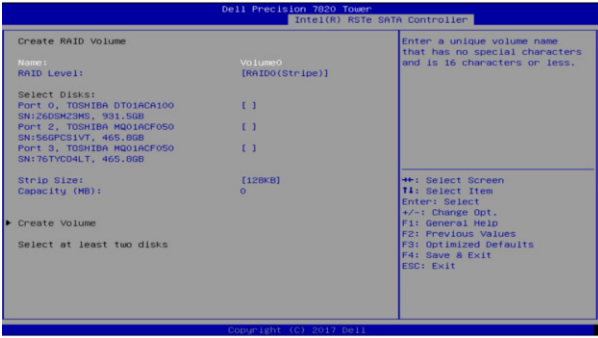 Dell Precision 7820 Tower
Intel(R) RSTe SATA Controller
Create RAID Volume
Name: Volume0
RAID Level: [RAID0(Stripe)]
Select Disks:
Port 0, TOSHIBA DT01ACA100 [ ]
SN:Z6DSMZ3MS, 931.5GB
Port 2, TOSHIBA MQ01ACF050 [ ]
SN:56GPCS1VT, 465.8GB
Port 3, TOSHIBA MQ01ACF050 [ ]
SN:76TYCO4LT, 465.8GB
Strip Size: [128KB]
Capacity (MB): 0
▶ Create Volume
Select at least two disks
Enter a unique volume name
that has no special characters
and is 16 characters or less.
→←: Select Screen
↑↓: Select Item
Enter: Select
+/-: Change Opt.
F1: General Help
F2: Previous Values
F3: Optimized Defaults
F4: Save & Exit
ESC: Exit
Copyright (C) 2017 Dell